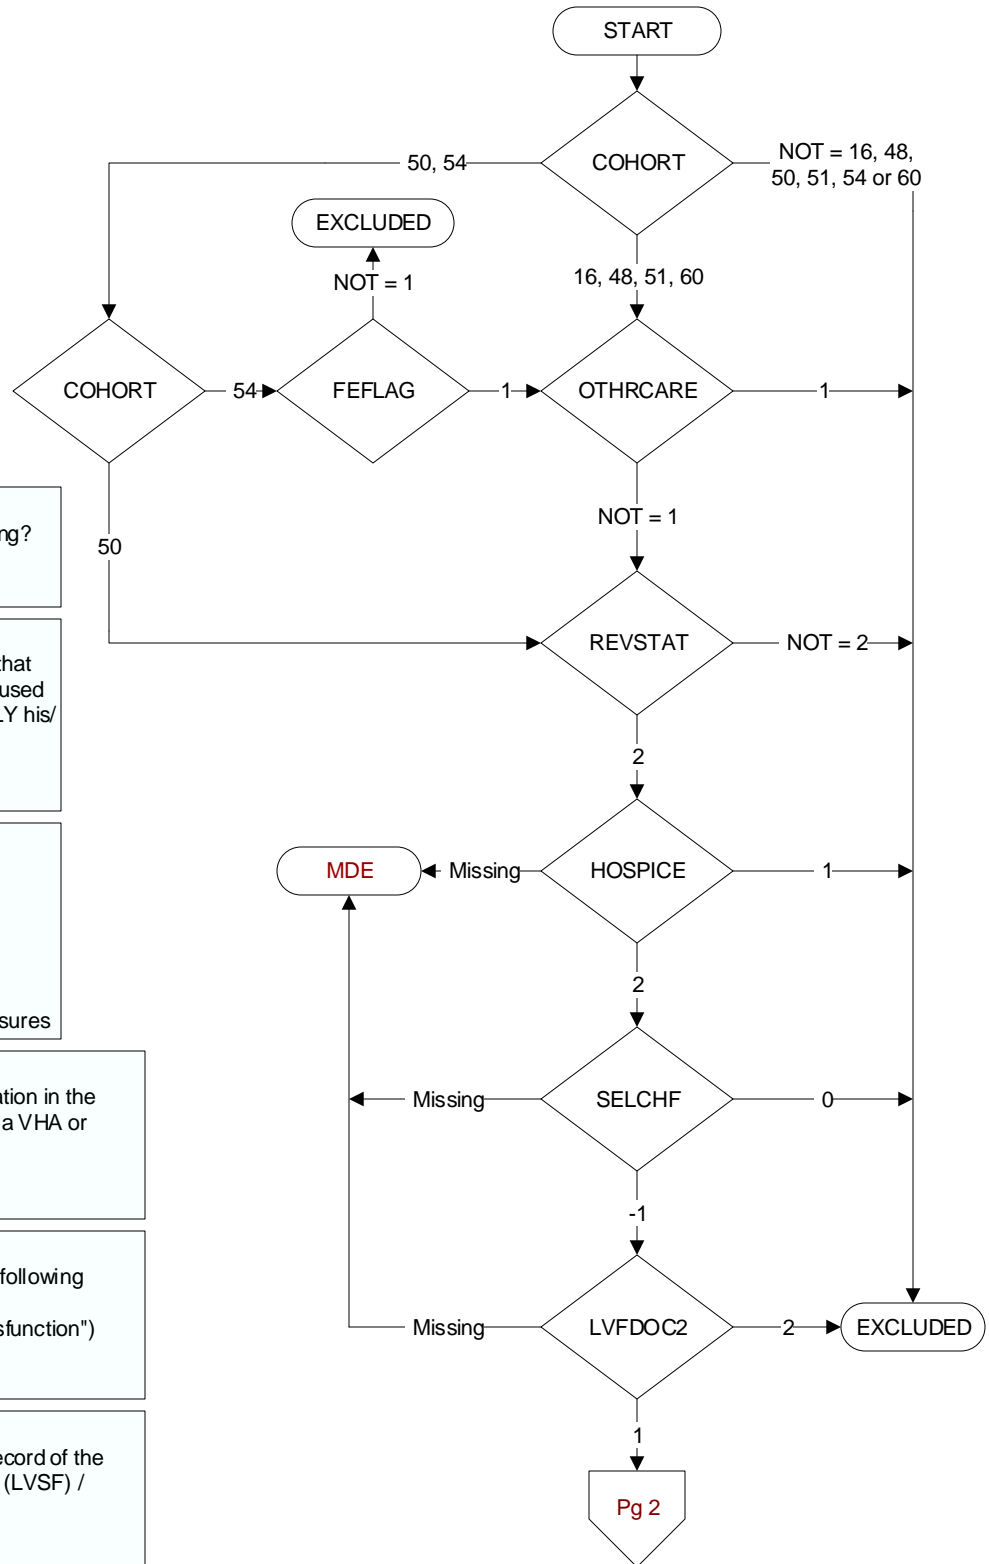 START
COHORT
50, 54
NOT = 16, 48,
50, 51, 54 or 60
EXCLUDED
NOT = 1
16, 48, 51, 60
COHORT
54
FEFLAG
1
OTHRCARE
1
50
NOT = 1
REVSTAT
NOT = 2
2
MDE
Missing
HOSPICE
1
2
Missing
SELCHF
0
-1
Missing
LVFDOC2
2
EXCLUDED
1
Pg 2
ng?
that
used
LY his/
sures
ation in the
a VHA or
following
sfunction")
ecord of the
(LVSF) /